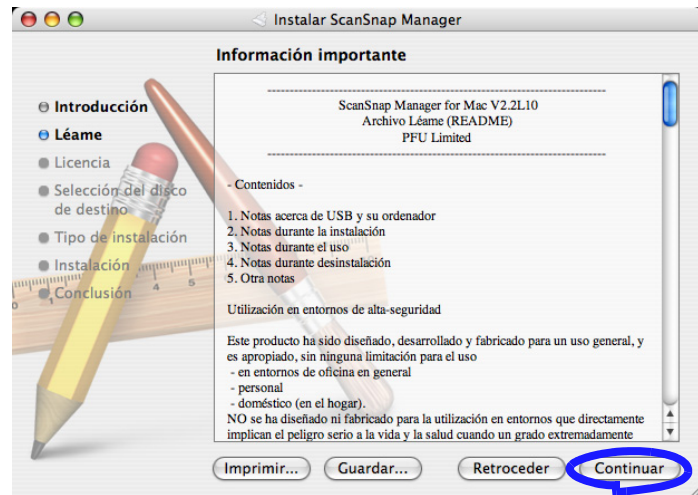 Instalar ScanSnap Manager
Información importante
Introducción
Léame
Licencia
Selección del disco
de destino
Tipo de instalación
Instalación
Conclusión
ScanSnap Manager for Mac V2.2L10
Archivo Léame (README)
PFU Limited
- Contenidos -
1. Notas acerca de USB y su ordenador
2. Notas durante la instalación
3. Notas durante el uso
4. Notas durante desinstalación
5. Otra notas
Utilización en entornos de alta-seguridad
Este producto ha sido diseñado, desarrollado y fabricado para un uso general, y
es apropiado, sin ninguna limitación para el uso
- en entornos de oficina en general
- personal
- doméstico (en el hogar).
NO se ha diseñado ni fabricado para la utilización en entornos que directamente
implican el peligro serio a la vida y la salud cuando un grado extremadamente
0 1 4 5
Imprimir... Guardar... Retroceder Continuar